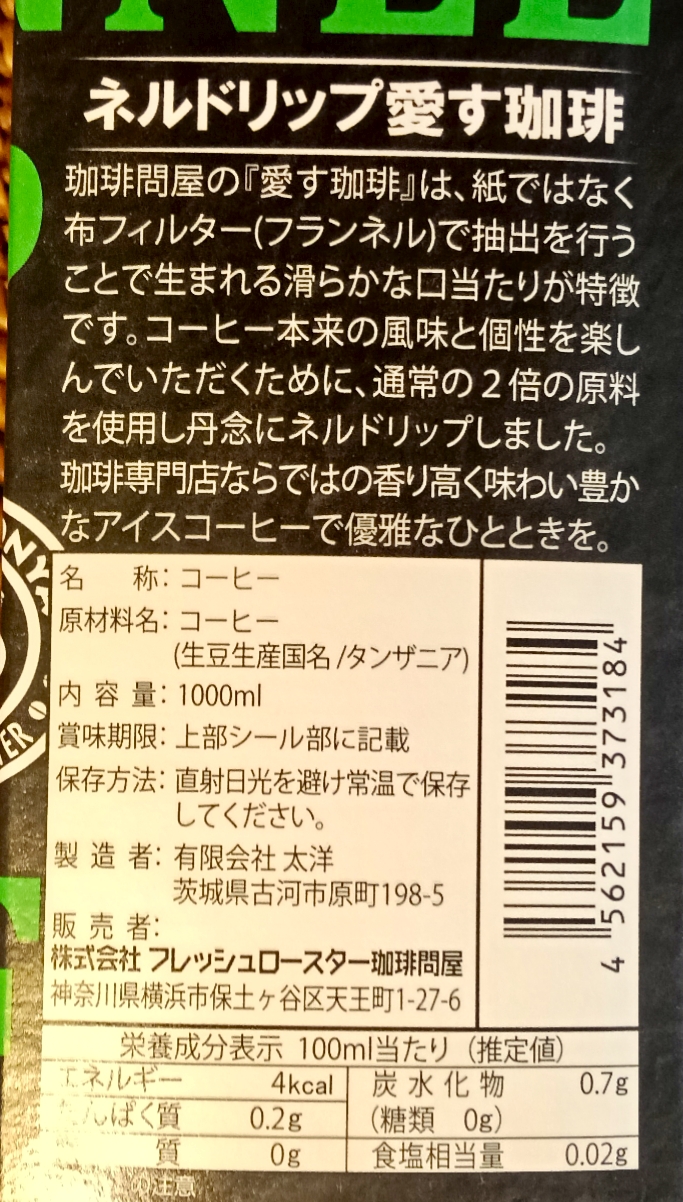 ネルドリップ愛す珈琲
珈琲問屋の『愛す珈琲』は、紙ではなく
布フィルター(フランネル)で抽出を行う
ことで生まれる滑らかな口当たりが特徴
です。コーヒー本来の風味と個性を楽し
んでいただくために、通常の2倍の原料
を使用し丹念にネルドリップしました。
珈琲専門店ならではの香り高く味わい豊か
なアイスコーヒーで優雅なひとときを。
名 称：コーヒー
原材料名：コーヒー
(生豆生産国名/タンザニア)
内容量：1000ml
賞味期限：上部シール部に記載
保存方法：直射日光を避け常温で保存
してください。
製造者：有限会社 太洋
茨城県古河市原町198-5
販売者：
株式会社 フレッシュロースター珈琲問屋
神奈川県横浜市保土ヶ谷区天王町1-27-6
4 562159 373184
栄養成分表示 100ml当たり（推定値）
エネルギー 4kcal
たんぱく質 0.2g
質 0g
炭水化物 0.7g
（糖類 0g）
食塩相当量 0.02g
の注意